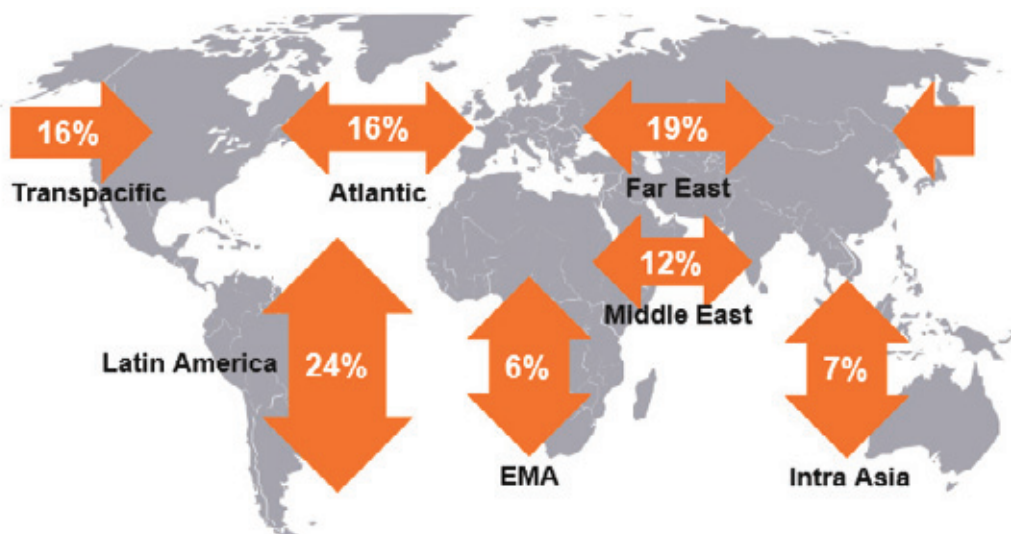 16%
Transpacific
16%
Atlantic
19%
Far East
12%
Middle East
Latin America
24%
6%
EMA
7%
Intra Asia